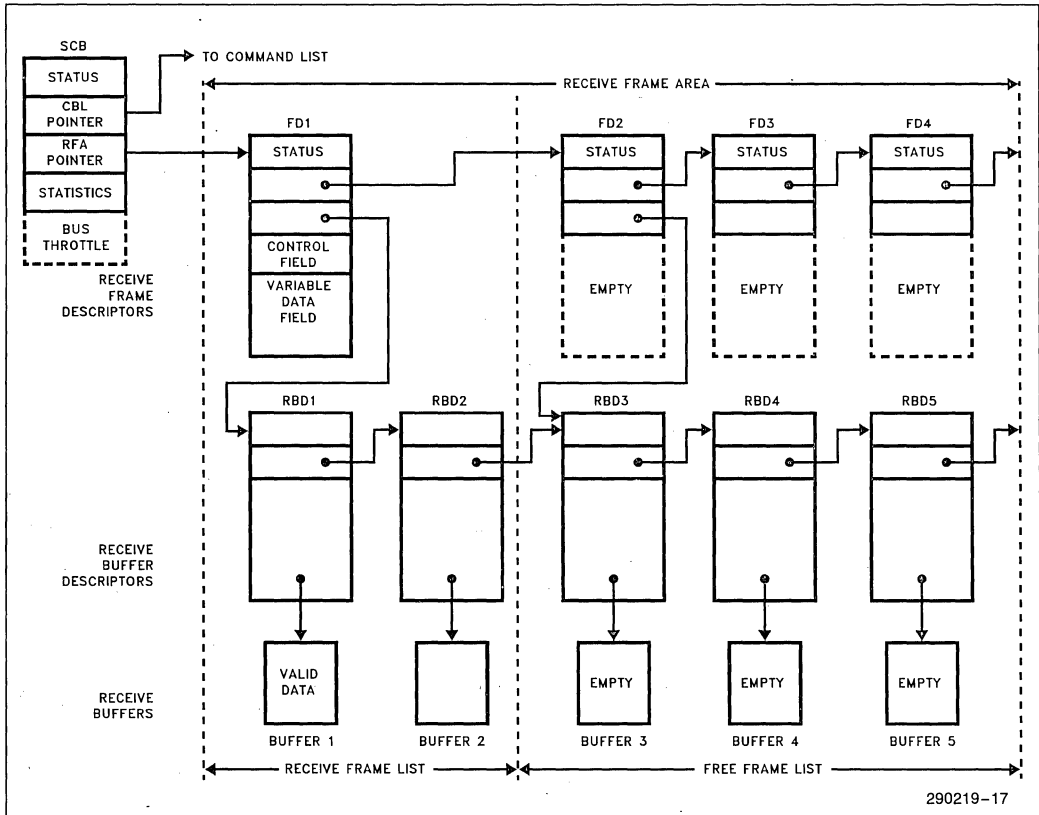 SCB
STATUS
CBL
POINTER
RFA
POINTER
STATISTICS
BUS
THROTTLE
TO COMMAND LIST
RECEIVE FRAME AREA
RECEIVE
FRAME
DESCRIPTORS
FD1
STATUS
CONTROL
FIELD
VARIABLE
DATA
FIELD
FD2
STATUS
EMPTY
FD3
STATUS
EMPTY
FD4
STATUS
EMPTY
RECEIVE
BUFFER
DESCRIPTORS
RBD1
RBD2
RBD3
RBD4
RBD5
RECEIVE
BUFFERS
VALID
DATA
EMPTY
EMPTY
EMPTY
BUFFER 1
BUFFER 2
BUFFER 3
BUFFER 4
BUFFER 5
RECEIVE FRAME LIST
FREE FRAME LIST
290219-17